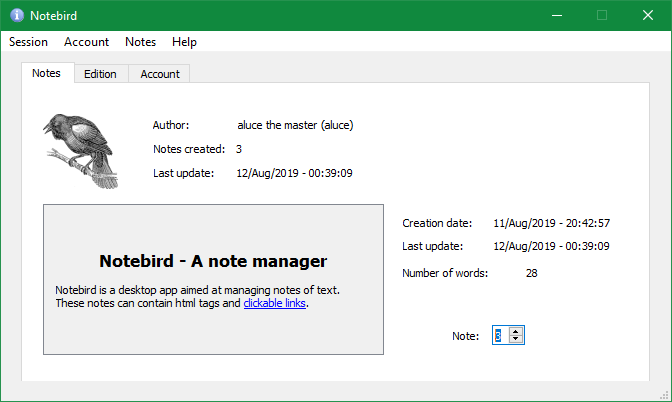 Notebird
Session Account Notes Help
Notes Edition Account
Author: aluce the master (aluce)
Notes created: 3
Last update: 12/Aug/2019 - 00:39:09
Notebird - A note manager
Notebird is a desktop app aimed at managing notes of text.
These notes can contain html tags and clickable links.
Creation date: 11/Aug/2019 - 20:42:57
Last update: 12/Aug/2019 - 00:39:09
Number of words: 28
Note: 3